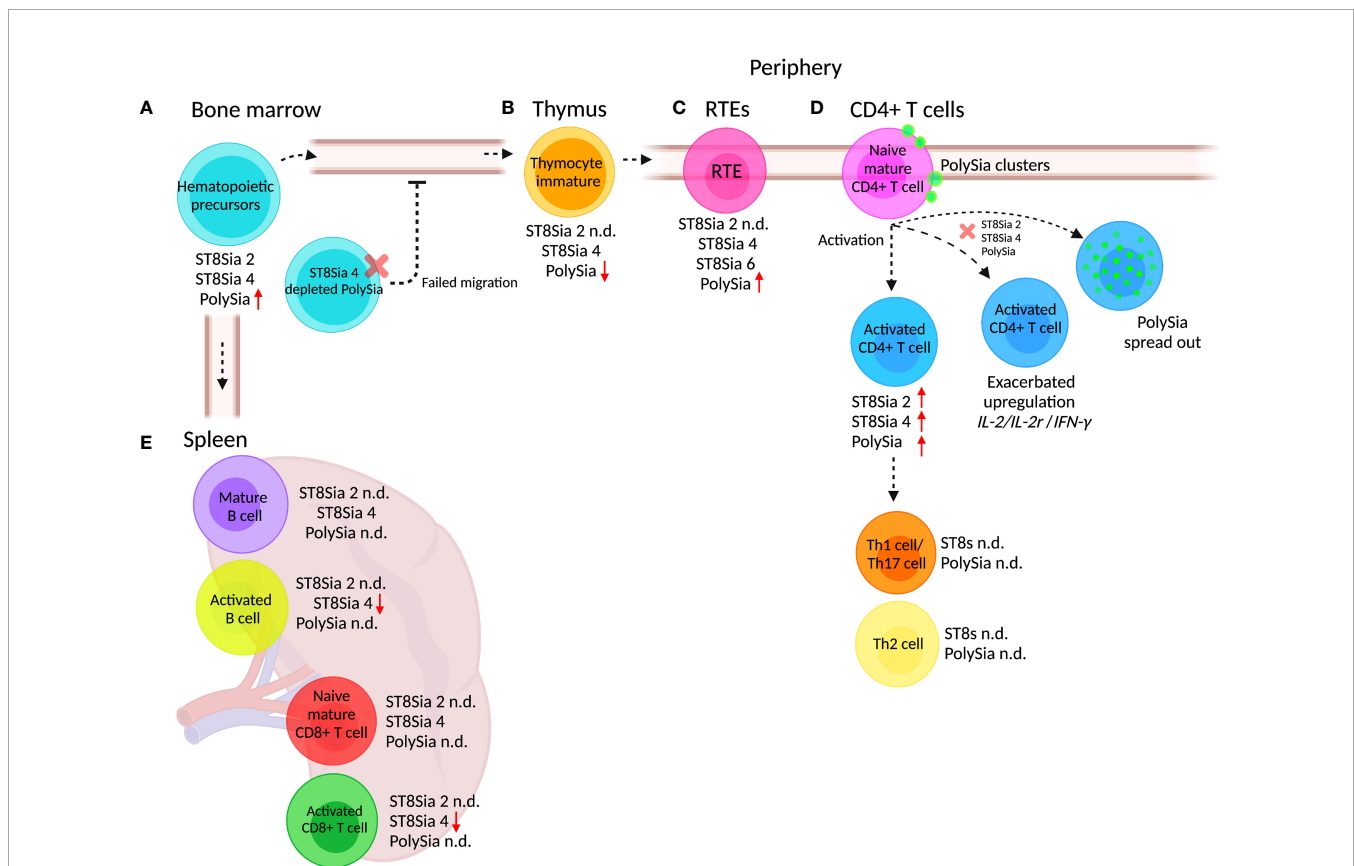 Periphery
A Bone marrow
Hematopoietic
precursors
ST8Sia 2
ST8Sia 4
PolySia
ST8Sia 4
depleted PolySia
Failed migration
B Thymus
Thymocyte
immature
ST8Sia 2 n.d.
ST8Sia 4
PolySia
C RTEs
RTE
ST8Sia 2 n.d.
ST8Sia 4
ST8Sia 6
PolySia
D CD4+ T cells
Naive
mature
CD4+ T cell
PolySia clusters
Activation
ST8Sia 2
ST8Sia 4
PolySia
Activated
CD4+ T cell
ST8Sia 2
ST8Sia 4
PolySia
Activated
CD4+ T cell
Exacerbated
upregulation
IL-2/IL-2r / IFN-γ
PolySia
spread out
Th1 cell/
Th17 cell
ST8s n.d.
PolySia n.d.
Th2 cell
ST8s n.d.
PolySia n.d.
E Spleen
Mature
B cell
ST8Sia 2 n.d.
ST8Sia 4
PolySia n.d.
Activated
B cell
ST8Sia 2 n.d.
ST8Sia 4
PolySia n.d.
Naive
mature
CD8+ T cell
ST8Sia 2 n.d.
ST8Sia 4
PolySia n.d.
Activated
CD8+ T cell
ST8Sia 2 n.d.
ST8Sia 4
PolySia n.d.